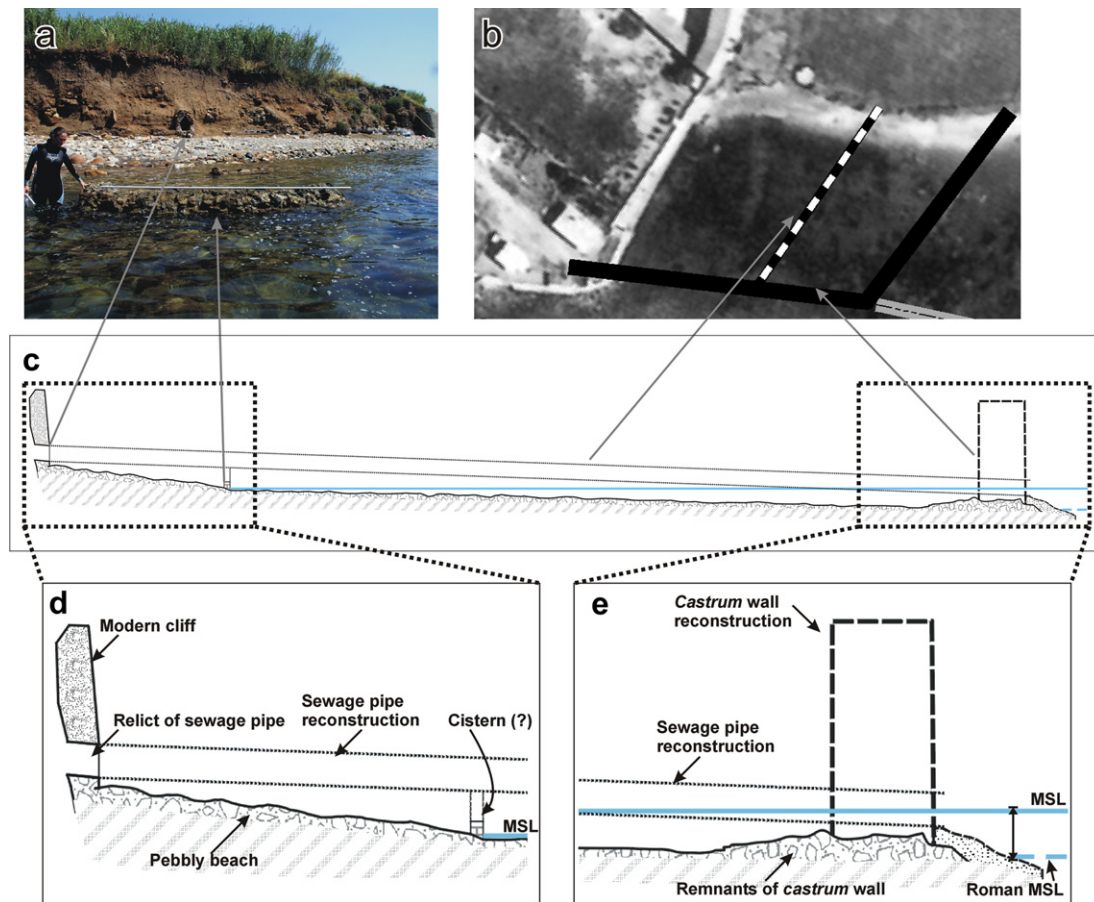 a
b
c
d
Modern cliff
Relict of sewage pipe
Sewage pipe
reconstruction
Cistern (?)
MSL
Pebbly beach
e
Castrum wall
reconstruction
Sewage pipe
reconstruction
MSL
Remnants of castrum wall
Roman MSL